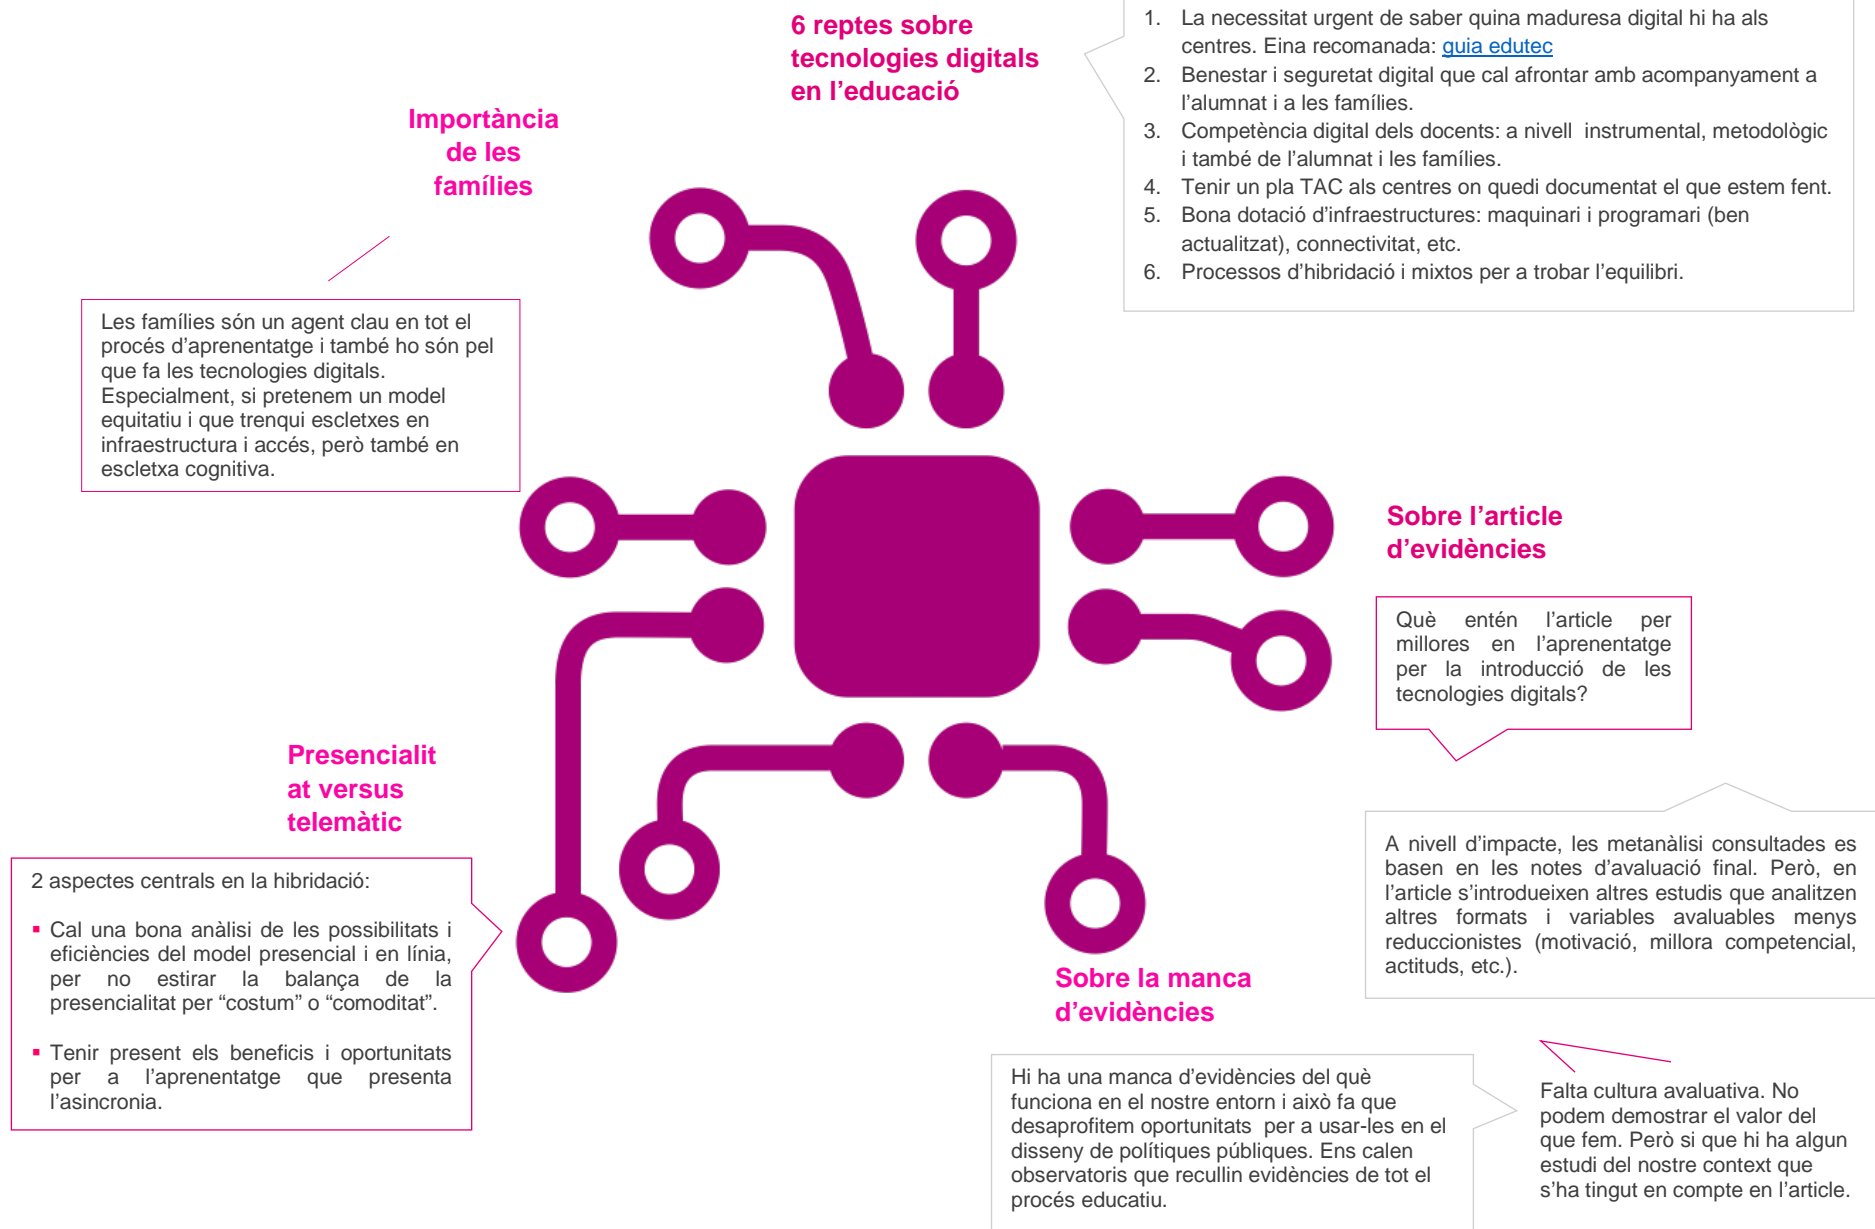 6 reptes sobre
tecnologies digitals
en l’educació
1. La necessitat urgent de saber quina maduresa digital hi ha als
centres. Eina recomanada: guia edutec
2. Benestar i seguretat digital que cal afrontar amb acompanyament a
l’alumnat i a les famílies.
3. Competència digital dels docents: a nivell  instrumental, metodològic
i també de l’alumnat i les famílies.
4. Tenir un pla TAC als centres on quedi documentat el que estem fent.
5. Bona dotació d’infraestructures: maquinari i programari (ben
actualitzat), connectivitat, etc.
6. Processos d’hibridació i mixtos per a trobar l’equilibri.
Importància
de les
famílies
Les famílies són un agent clau en tot el
procés d’aprenentatge i també ho són pel
que fa les tecnologies digitals.
Especialment, si pretenem un model
equitatiu i que trenqui escletxes en
infraestructura i accés, però també en
escletxa cognitiva.
Sobre l’article
d’evidències
Què entén l’article per
millores en l’aprenentatge
per la introducció de les
tecnologies digitals?
A nivell d’impacte, les metanàlisi consultades es
basen en les notes d’avaluació final. Però, en
l’article s’introdueixen altres estudis que analitzen
altres formats i variables avaluables menys
reduccionistes (motivació, millora competencial,
actituds, etc.).
Presencialit
at versus
telemàtic
2 aspectes centrals en la hibridació:
▪ Cal una bona anàlisi de les possibilitats i
eficiències del model presencial i en línia,
per no estirar la balança de la
presencialitat per “costum” o “comoditat”.
▪ Tenir present els beneficis i oportunitats
per a l’aprenentatge que presenta
l’asincronia.
Sobre la manca
d’evidències
Hi ha una manca d’evidències del què
funciona en el nostre entorn i això fa que
desaprofitem oportunitats  per a usar-les en el
disseny de polítiques públiques. Ens calen
observatoris que recullin evidències de tot el
procés educatiu.
Falta cultura avaluativa. No
podem demostrar el valor del
que fem. Però si que hi ha algun
estudi del nostre context que
s’ha tingut en compte en l’article.